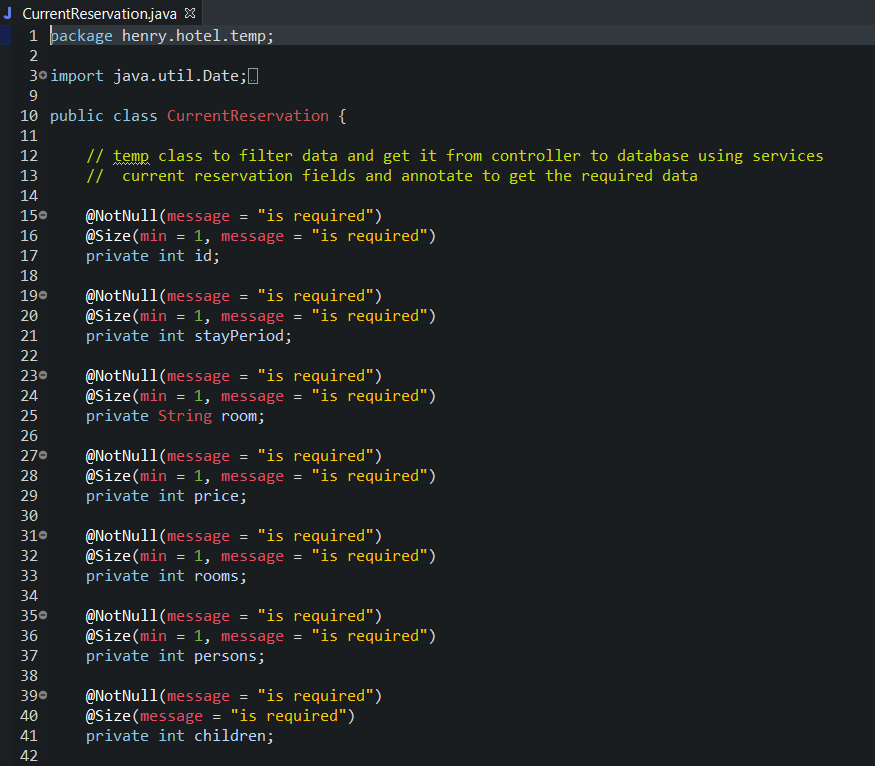 CurrentReservation.java
1 package henry.hotel.temp;
2
3 import java.util.Date;
9
10 public class CurrentReservation {
11
12 // temp class to filter data and get it from controller to database using services
13 //  current reservation fields and annotate to get the required data
14
15 @NotNull(message = "is required")
16 @Size(min = 1, message = "is required")
17 private int id;
18
19 @NotNull(message = "is required")
20 @Size(min = 1, message = "is required")
21 private int stayPeriod;
22
23 @NotNull(message = "is required")
24 @Size(min = 1, message = "is required")
25 private String room;
26
27 @NotNull(message = "is required")
28 @Size(min = 1, message = "is required")
29 private int price;
30
31 @NotNull(message = "is required")
32 @Size(min = 1, message = "is required")
33 private int rooms;
34
35 @NotNull(message = "is required")
36 @Size(min = 1, message = "is required")
37 private int persons;
38
39 @NotNull(message = "is required")
40 @Size(message = "is required")
41 private int children;
42